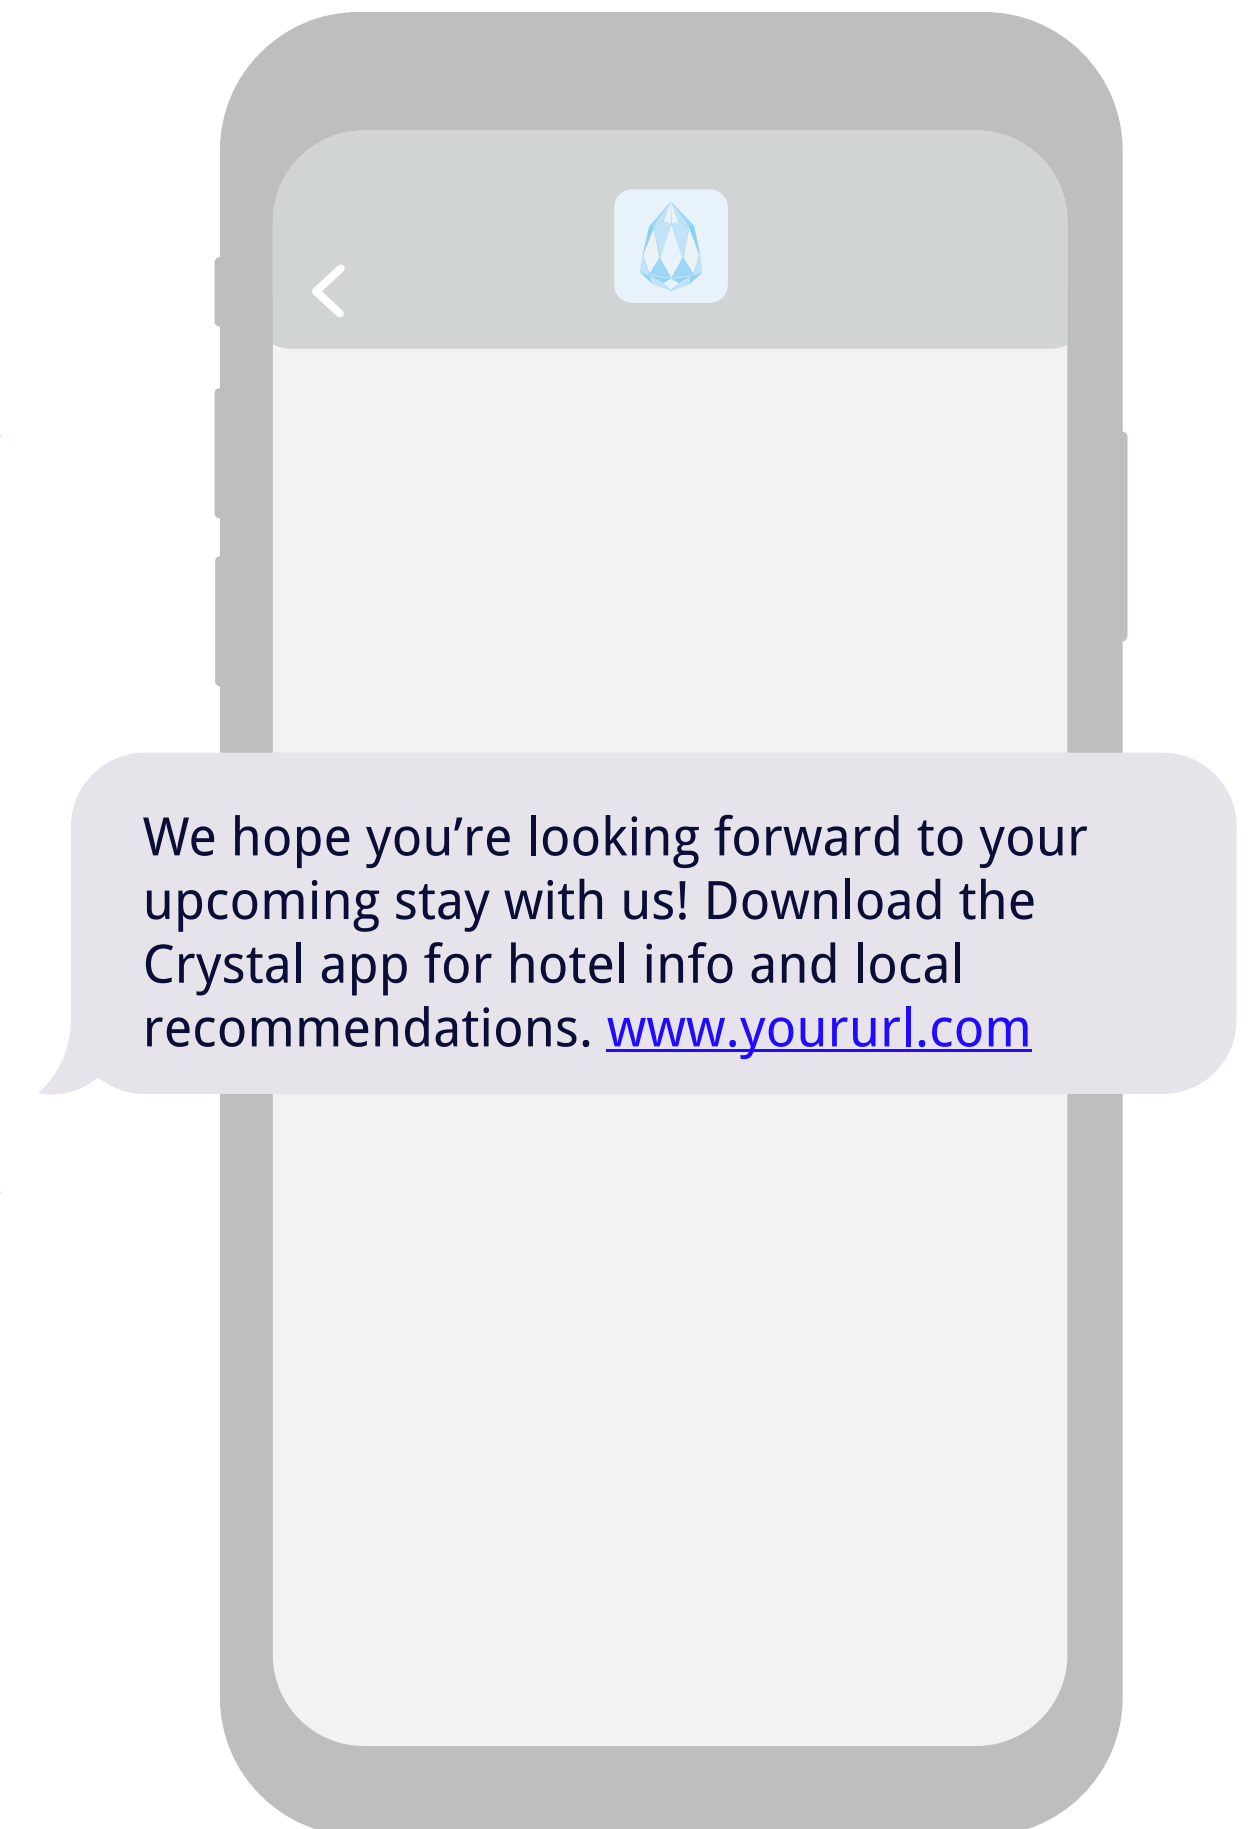 We hope you’re looking forward to your
upcoming stay with us! Download the
Crystal app for hotel info and local
recommendations. www.yoururl.com